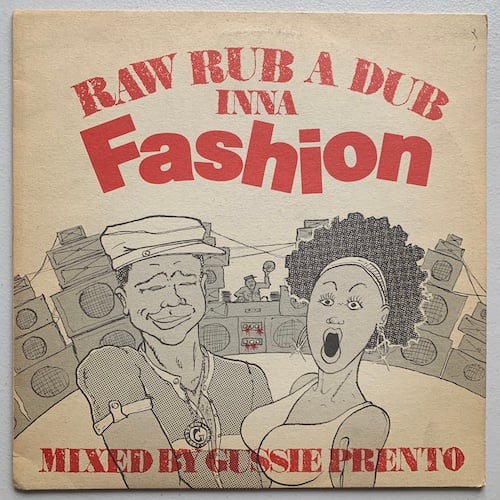 RAW RUB A DUB
INNA
Fashion
G
MIXED BY GUSSIE PRENTO